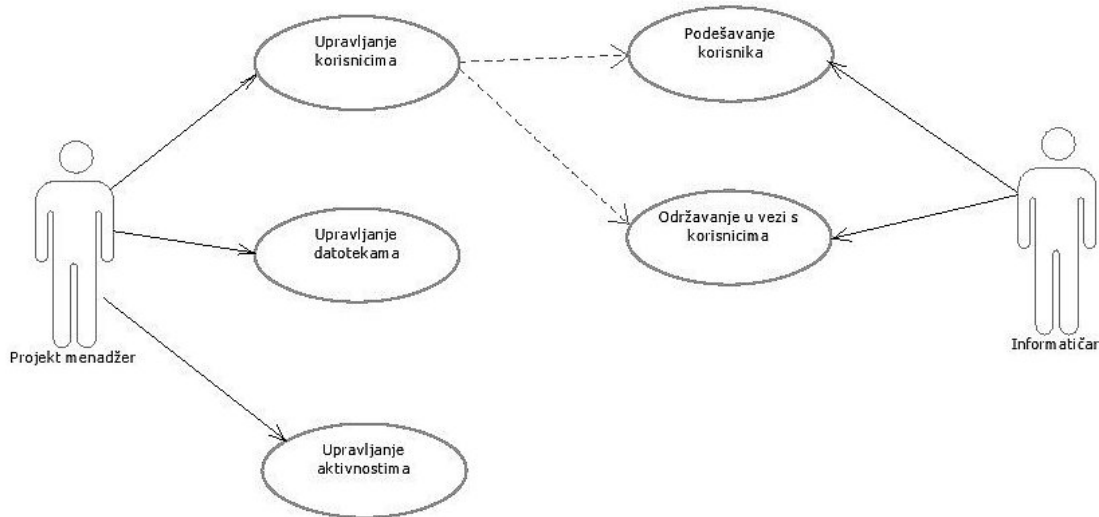 Upravljanje
korisnicima
Podešavanje
korisnika
Upravljanje
datotekama
Održavanje u vezi s
korisnicima
Projekt menadžer
Informatičar
Upravljanje
aktivnostima